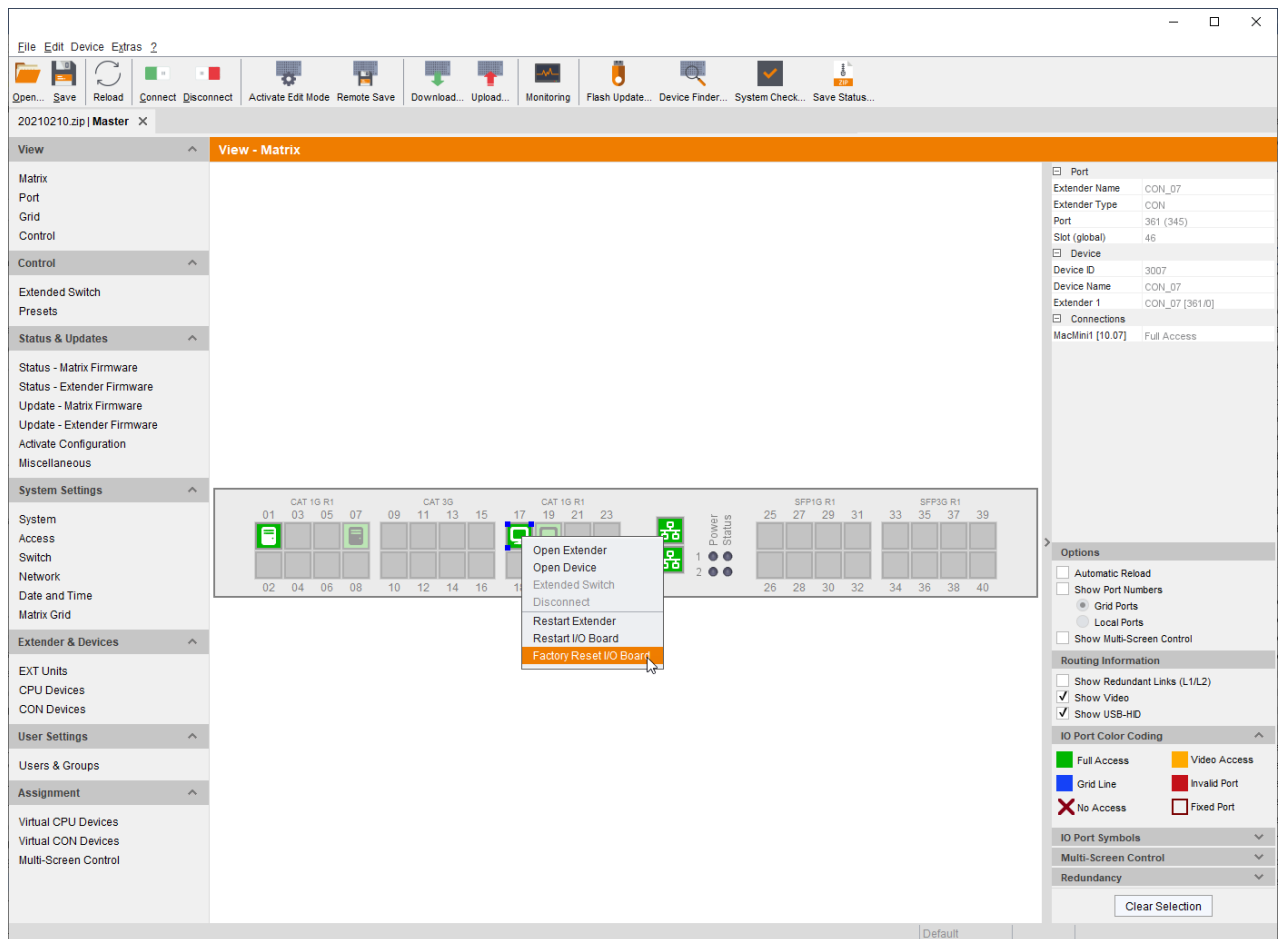 File Edit Device Extras ?
Open... Save Reload Connect Disconnect Activate Edit Mode Remote Save Download... Upload... Monitoring Flash Update... Device Finder... System Check... Save Status...
ZIP
20210210.zip | Master
View
Matrix
Port
Grid
Control
Control
Extended Switch
Presets
Status & Updates
Status - Matrix Firmware
Status - Extender Firmware
Update - Matrix Firmware
Update - Extender Firmware
Activate Configuration
Miscellaneous
System Settings
System
Access
Switch
Network
Date and Time
Matrix Grid
Extender & Devices
EXT Units
CPU Devices
CON Devices
User Settings
Users & Groups
Assignment
Virtual CPU Devices
Virtual CON Devices
Multi-Screen Control
View - Matrix
CAT 1G R1 CAT 3G CAT 1G R1 SFP1G R1 SFP3G R1
01 03 05 07 09 11 13 15 17 19 21 23 25 27 29 31 33 35 37 39
Power
Status
1
2
02 04 06 08 10 12 14 16 26 28 30 32 34 36 38 40
Open Extender
Open Device
Extended Switch
Disconnect
Restart Extender
Restart I/O Board
Factory Reset I/O Board
Port
Extender Name CON_07
Extender Type CON
Port 361 (345)
Slot (global) 46
Device
Device ID 3007
Device Name CON_07
Extender 1 CON_07 [361/0]
Connections
MacMini1 [10.07] Full Access
Options
Automatic Reload
Show Port Numbers
Grid Ports
Local Ports
Show Multi-Screen Control
Routing Information
Show Redundant Links (L1/L2)
Show Video
Show USB-HID
IO Port Color Coding
Full Access Video Access
Grid Line Invalid Port
No Access Fixed Port
IO Port Symbols
Multi-Screen Control
Redundancy
Clear Selection
Default